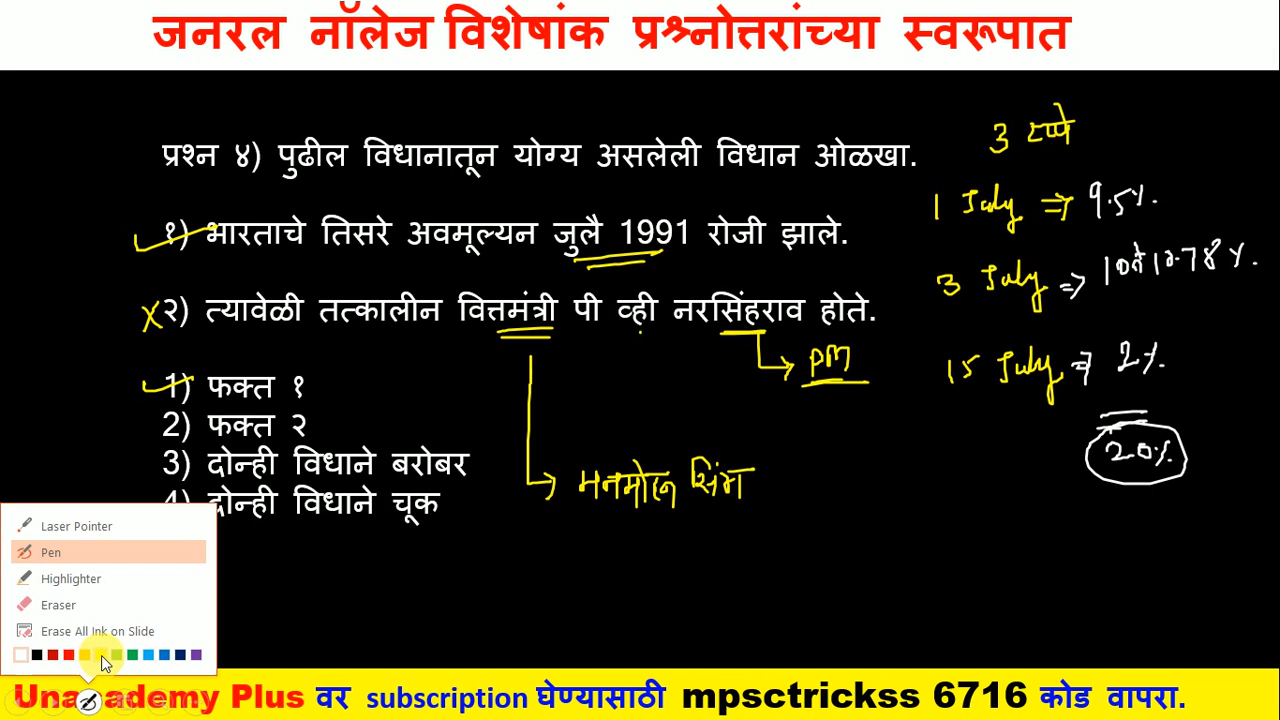 जनरल नॉलेज विशेषांक प्रश्नोत्तरांच्या स्वरूपात
प्रश्न ४) पुढील विधानातून योग्य असलेली विधान ओळखा.
१) भारताचे तिसरे अवमूल्यन जुलै 1991 रोजी झाले.
X २) त्यावेळी तत्कालीन वित्तमंत्री पी व्ही नरसिंहराव होते.
PM
1) फक्त १
2) फक्त २
3) दोन्ही विधाने बरोबर
4) दोन्ही विधाने चूक
मनमोहन सिंग
3 टप्पे
1 July ⇒ 9.5%.
3 July ⇒
15 July ⇒ 2%.
20%.
Laser Pointer
Pen
Highlighter
Eraser
Erase All Ink on Slide
Unacademy Plus वर subscription घेण्यासाठी mpsctrickss 6716 कोड वापरा.